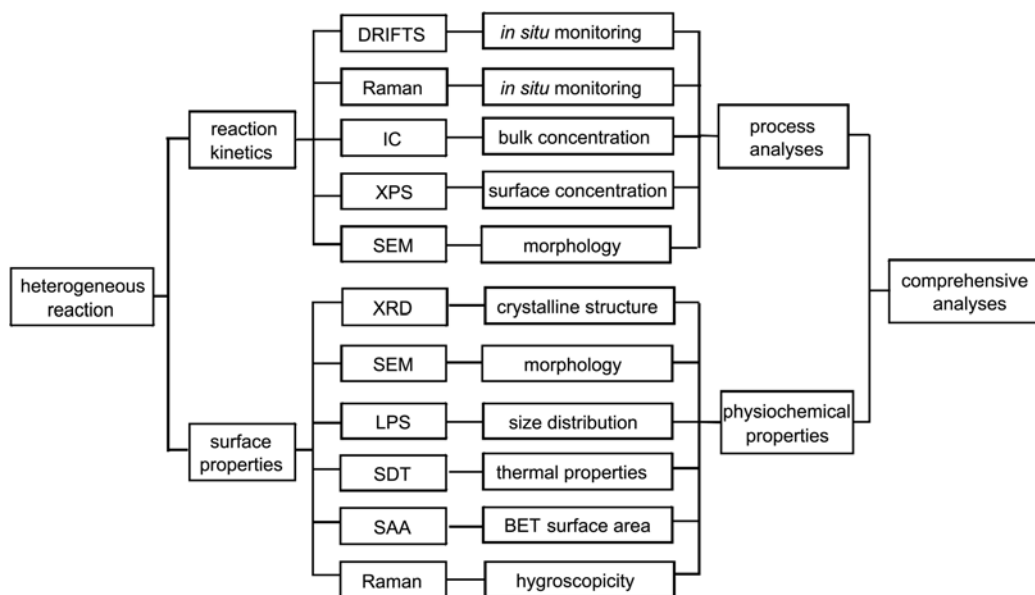 DRIFTS
in situ monitoring
Raman
in situ monitoring
reaction
kinetics
IC
bulk concentration
process
analyses
XPS
surface concentration
SEM
morphology
heterogeneous
reaction
comprehensive
analyses
XRD
crystalline structure
SEM
morphology
LPS
size distribution
physiochemical
properties
surface
properties
SDT
thermal properties
SAA
BET surface area
Raman
hygroscopicity